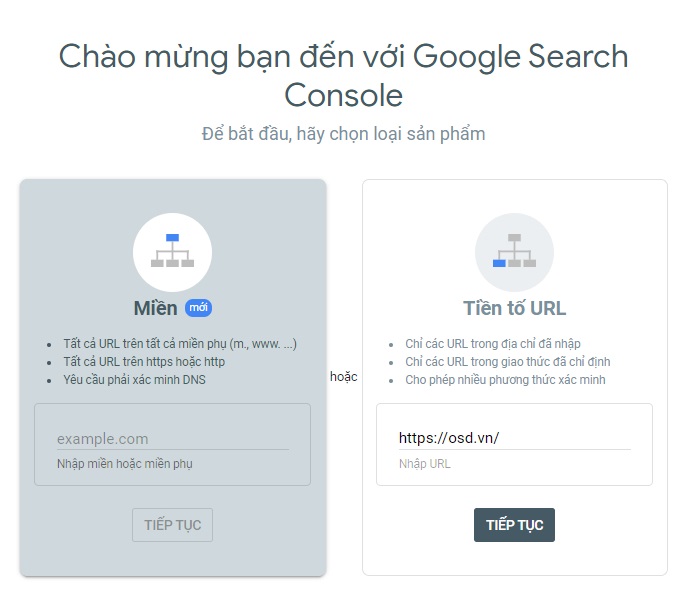 Chào mừng bạn đến với Google Search
Console
Để bắt đầu, hãy chọn loại sản phẩm
Miền mới
Tất cả URL trên tất cả miền phụ (m., www. ...)
Tất cả URL trên https hoặc http
Yêu cầu phải xác minh DNS
example.com
Nhập miền hoặc miền phụ
TIẾP TỤC
hoặc
Tiền tố URL
Chỉ các URL trong địa chỉ đã nhập
Chỉ các URL trong giao thức đã chỉ định
Cho phép nhiều phương thức xác minh
https://osd.vn/
Nhập URL
TIẾP TỤC